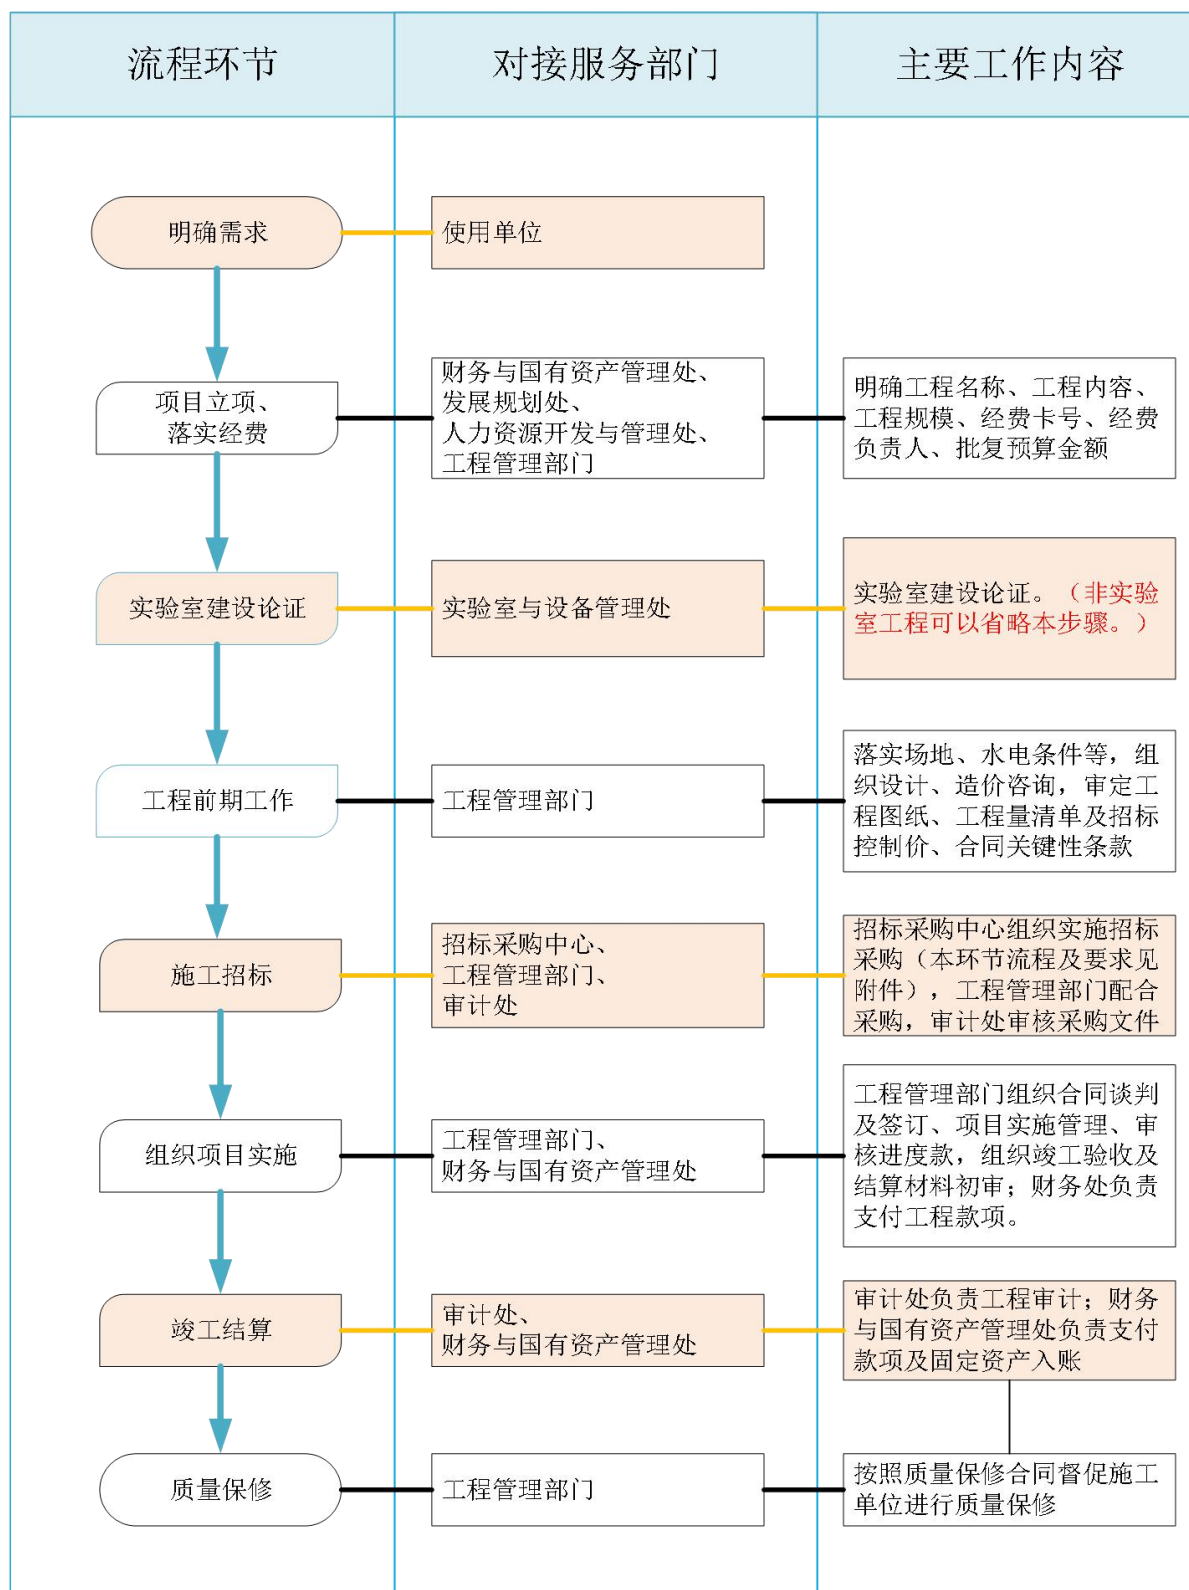 流程环节
对接服务部门
主要工作内容
明确需求
使用单位
项目立项、
落实经费
财务与国有资产管理处、
发展规划处、
人力资源开发与管理处、
工程管理部门
明确工程名称、工程内容、
工程规模、经费卡号、经费
负责人、批复预算金额
实验室建设论证
实验室与设备管理处
实验室建设论证。（非实验
室工程可以省略本步骤。）
工程前期工作
工程管理部门
落实场地、水电条件等，组
织设计、造价咨询，审定工
程图纸、工程量清单及招标
控制价、合同关键性条款
施工招标
招标采购中心、
工程管理部门、
审计处
招标采购中心组织实施招标
采购（本环节流程及要求见
附件），工程管理部门配合
采购，审计处审核采购文件
组织项目实施
工程管理部门、
财务与国有资产管理处
工程管理部门组织合同谈判
及签订、项目实施管理、审
核进度款，组织竣工验收及
结算材料初审；财务处负责
支付工程款项。
竣工结算
审计处、
财务与国有资产管理处
审计处负责工程审计；财务
与国有资产管理处负责支付
款项及固定资产入账
质量保修
工程管理部门
按照质量保修合同督促施工
单位进行质量保修